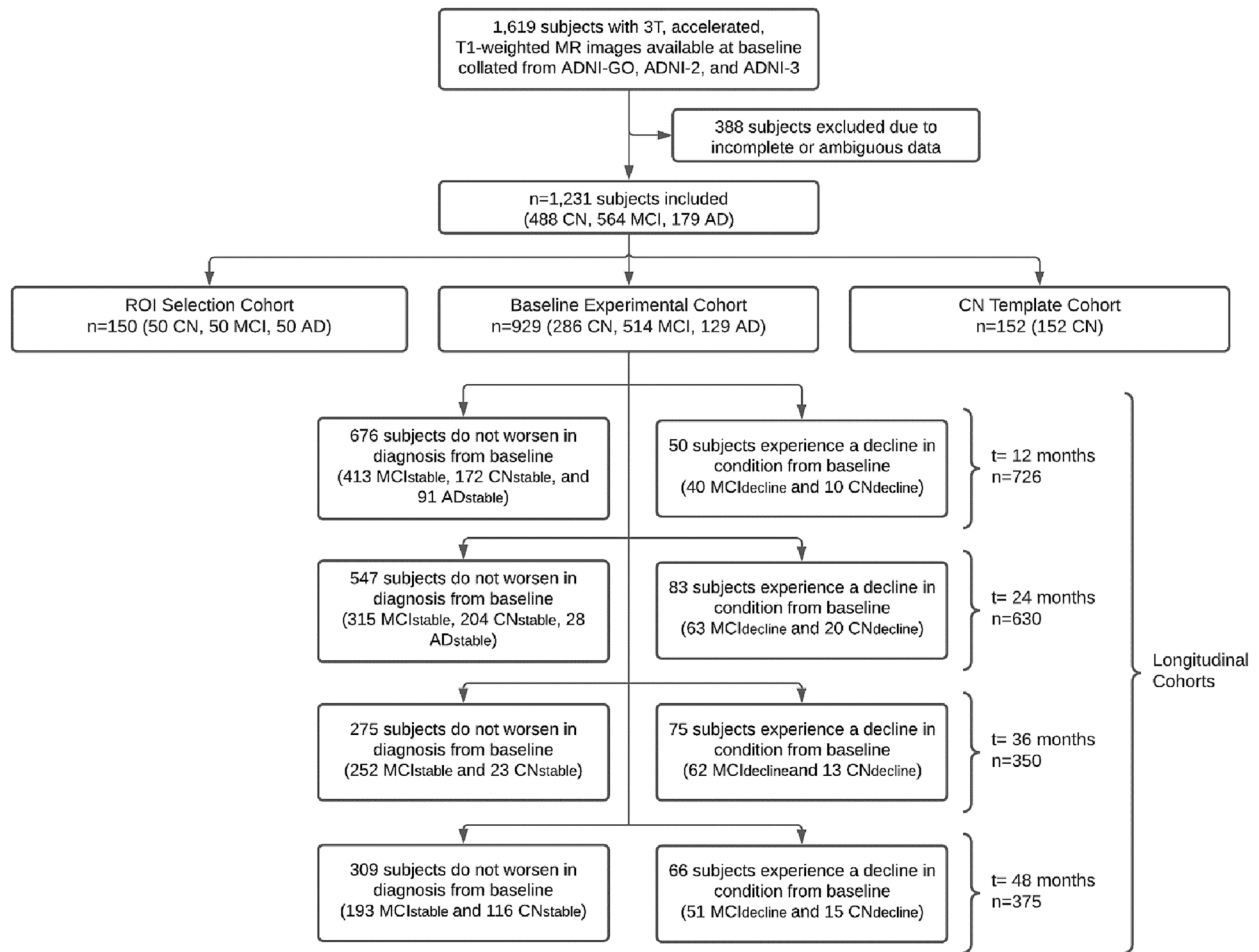 1,619 subjects with 3T, accelerated,
T1-weighted MR images available at baseline
collated from ADNI-GO, ADNI-2, and ADNI-3
388 subjects excluded due to
incomplete or ambiguous data
n=1,231 subjects included
(488 CN, 564 MCI, 179 AD)
ROI Selection Cohort
n=150 (50 CN, 50 MCI, 50 AD)
Baseline Experimental Cohort
n=929 (286 CN, 514 MCI, 129 AD)
CN Template Cohort
n=152 (152 CN)
676 subjects do not worsen in
diagnosis from baseline
(413 MCIstable, 172 CNstable, and
91 ADstable)
50 subjects experience a decline in
condition from baseline
(40 MCIdecline and 10 CNdecline)
t= 12 months
n=726
547 subjects do not worsen in
diagnosis from baseline
(315 MCIstable, 204 CNstable, 28
ADstable)
83 subjects experience a decline in
condition from baseline
(63 MCIdecline and 20 CNdecline)
t= 24 months
n=630
Longitudinal
Cohorts
275 subjects do not worsen in
diagnosis from baseline
(252 MCIstable and 23 CNstable)
75 subjects experience a decline in
condition from baseline
(62 MCIdeclineand 13 CNdecline)
t= 36 months
n=350
309 subjects do not worsen in
diagnosis from baseline
(193 MCIstable and 116 CNstable)
66 subjects experience a decline in
condition from baseline
(51 MCIdecline and 15 CNdecline)
t= 48 months
n=375